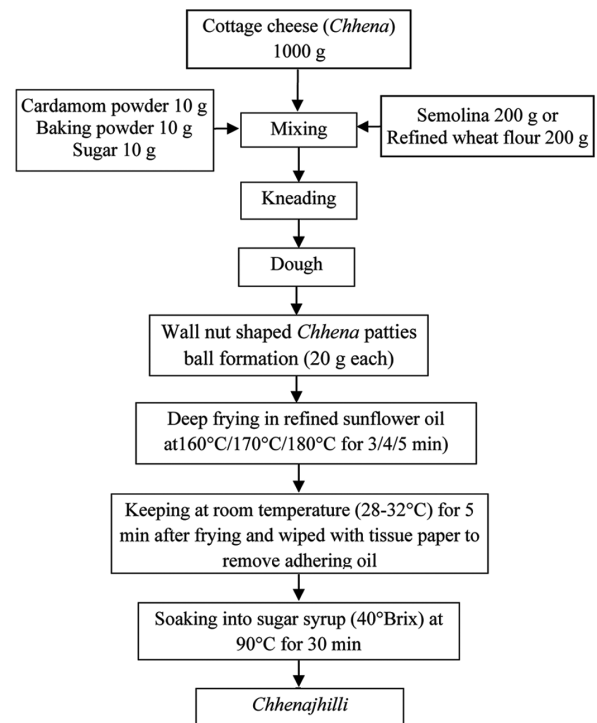 Cottage cheese (Chhena)
1000 g
Cardamom powder 10 g
Baking powder 10 g
Sugar 10 g
Mixing
Semolina 200 g or
Refined wheat flour 200 g
Kneading
Dough
Wall nut shaped Chhena patties
ball formation (20 g each)
Deep frying in refined sunflower oil
at160°C/170°C/180°C for 3/4/5 min)
Keeping at room temperature (28-32°C) for 5
min after frying and wiped with tissue paper to
remove adhering oil
Soaking into sugar syrup (40°Brix) at
90°C for 30 min
Chhenajhilli